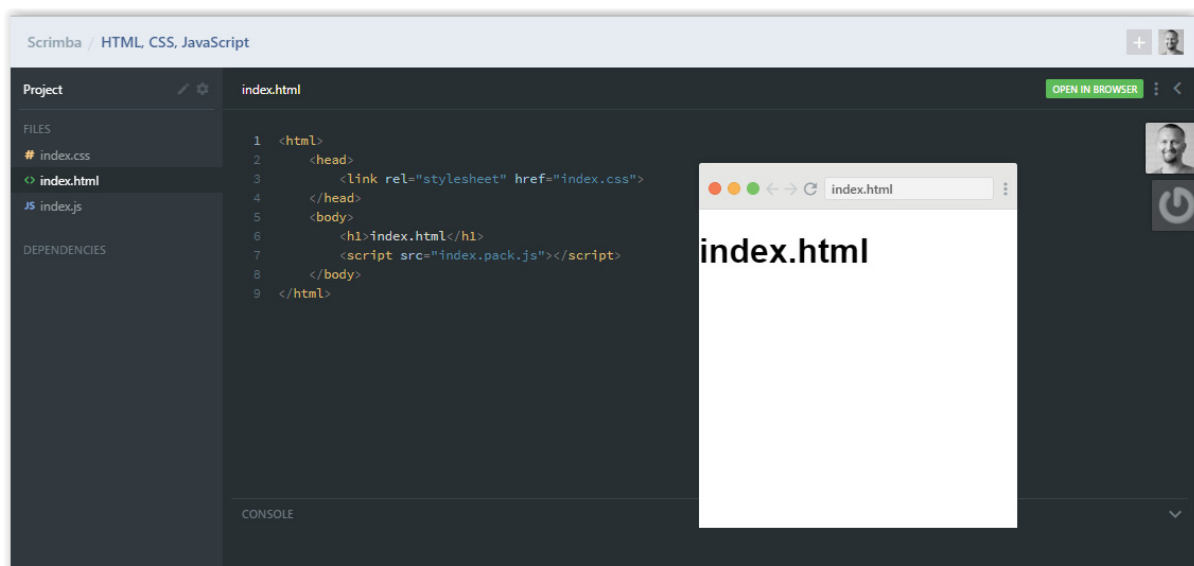 Scrimba / HTML, CSS, JavaScript
Project
FILES
# index.css
<> index.html
JS index.js
DEPENDENCIES
index.html
OPEN IN BROWSER
1 <html>
2 <head>
3 <link rel="stylesheet" href="index.css">
4 </head>
5 <body>
6 <h1>index.html</h1>
7 <script src="index.pack.js"></script>
8 </body>
9 </html>
index.html
index.html
CONSOLE